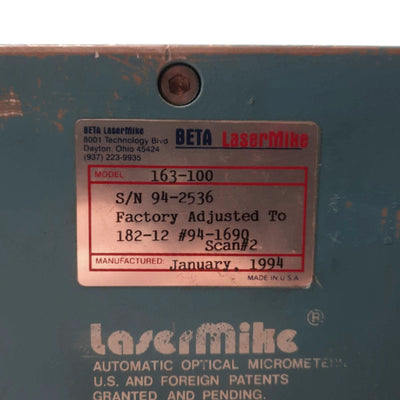 BETA LaserMike
8001 Technology Blvd
Dayton, Ohio 45424
(937) 223-9935
BETA LaserMike
MODEL 163-100
S/N 94-2536
Factory Adjusted To
182-12 #94-1690
Scan#2
MANUFACTURED: January, 1994
MADE IN U.S.A
LaserMike ®
AUTOMATIC OPTICAL
U.S. AND FOREIGN PATENTS
GRANTED AND PENDING.